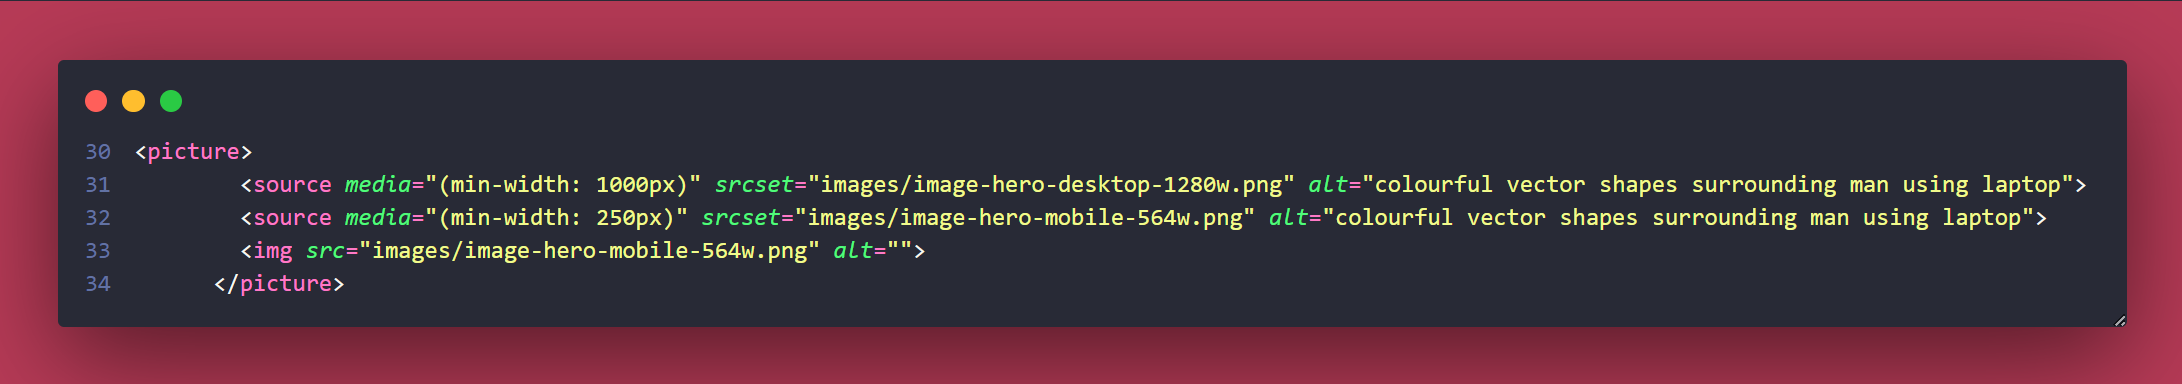 30 <picture>
31 <source media="(min-width: 1000px)" srcset="images/image-hero-desktop-1280w.png" alt="colourful vector shapes surrounding man using laptop">
32 <source media="(min-width: 250px)" srcset="images/image-hero-mobile-564w.png" alt="colourful vector shapes surrounding man using laptop">
33 <img src="images/image-hero-mobile-564w.png" alt="">
34 </picture>